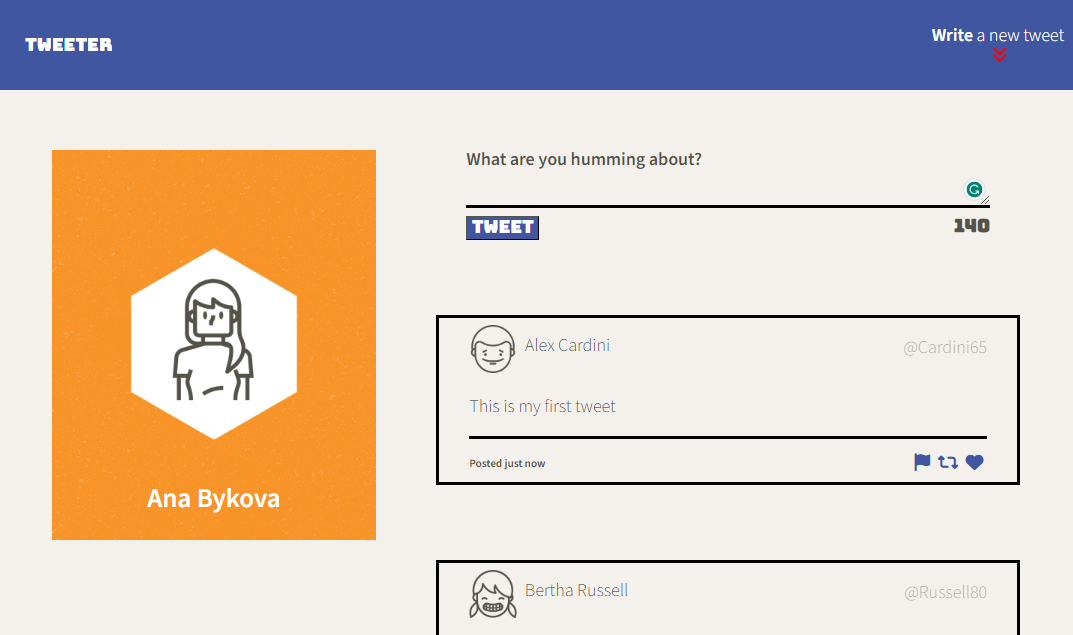 TWEETER
Write a new tweet
What are you humming about?
TWEET
140
Ana Bykova
Alex Cardini
@Cardini65
This is my first tweet
Posted just now
Bertha Russell
@Russell80